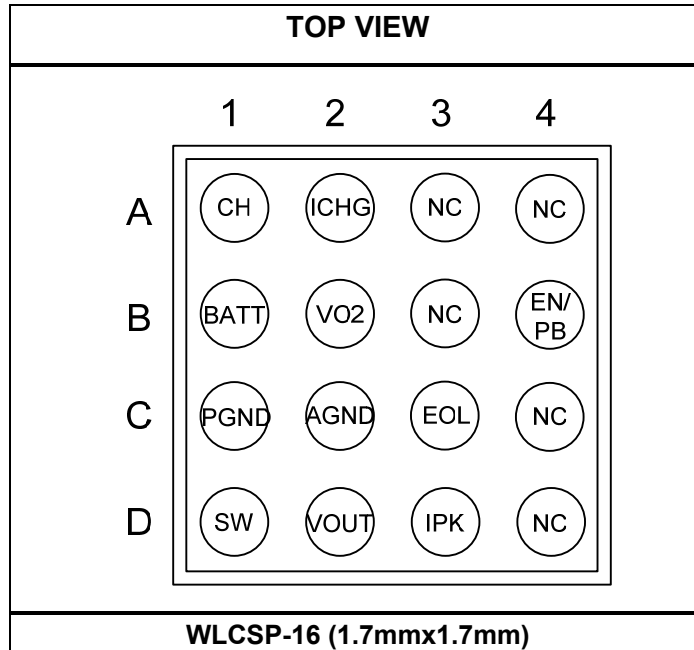 TOP VIEW
1 2 3 4
A CH ICHG NC NC
B BATT VO2 NC EN/
PB
C PGND AGND EOL NC
D SW VOUT IPK NC
WLCSP-16 (1.7mmx1.7mm)